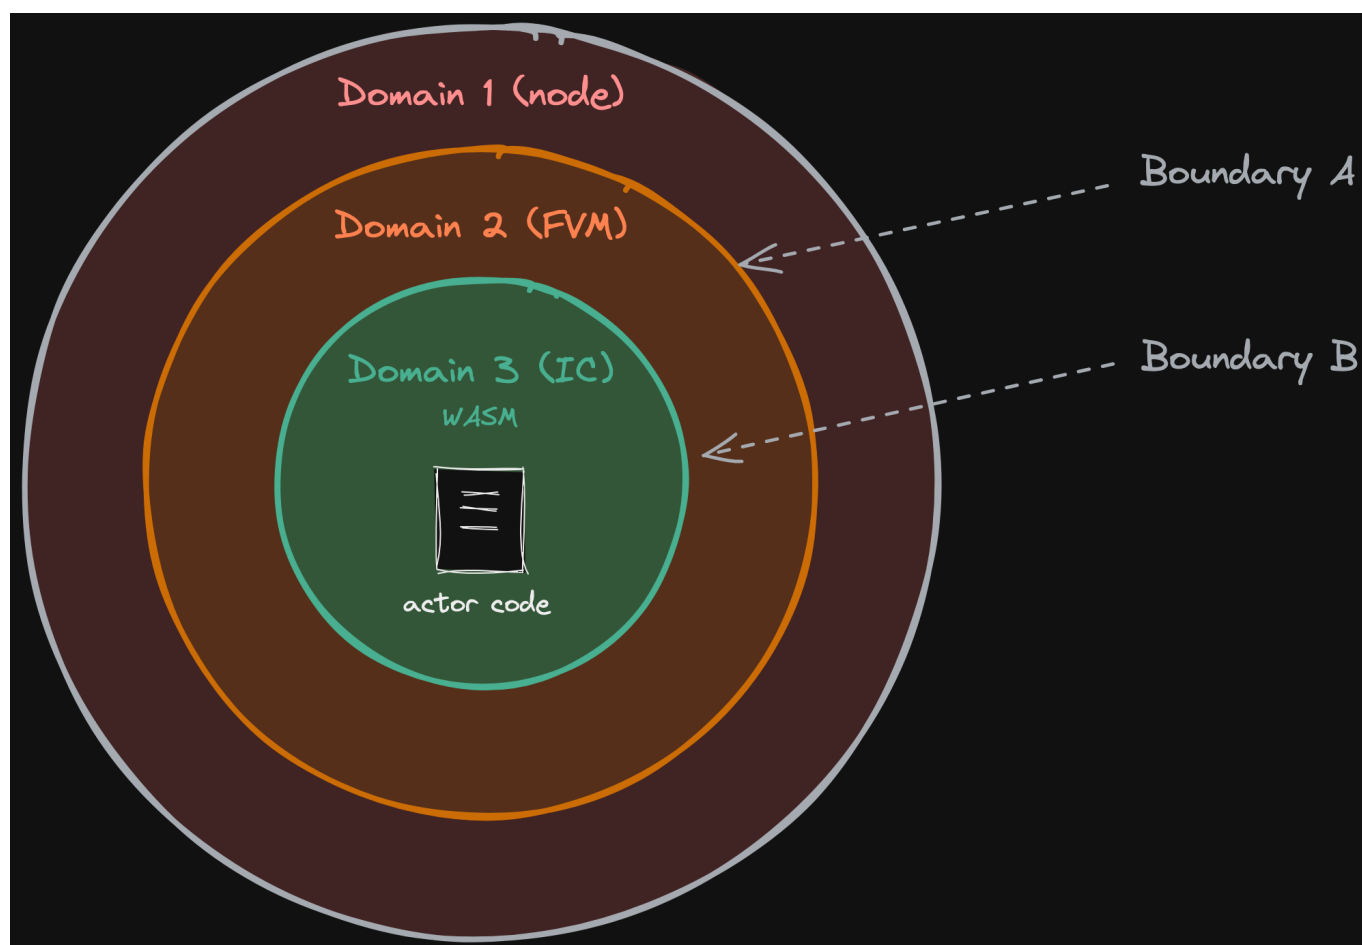 Domain 1 (node)
Boundary A
Domain 2 (FVM)
Boundary B
Domain 3 (IC)
WASM
actor code